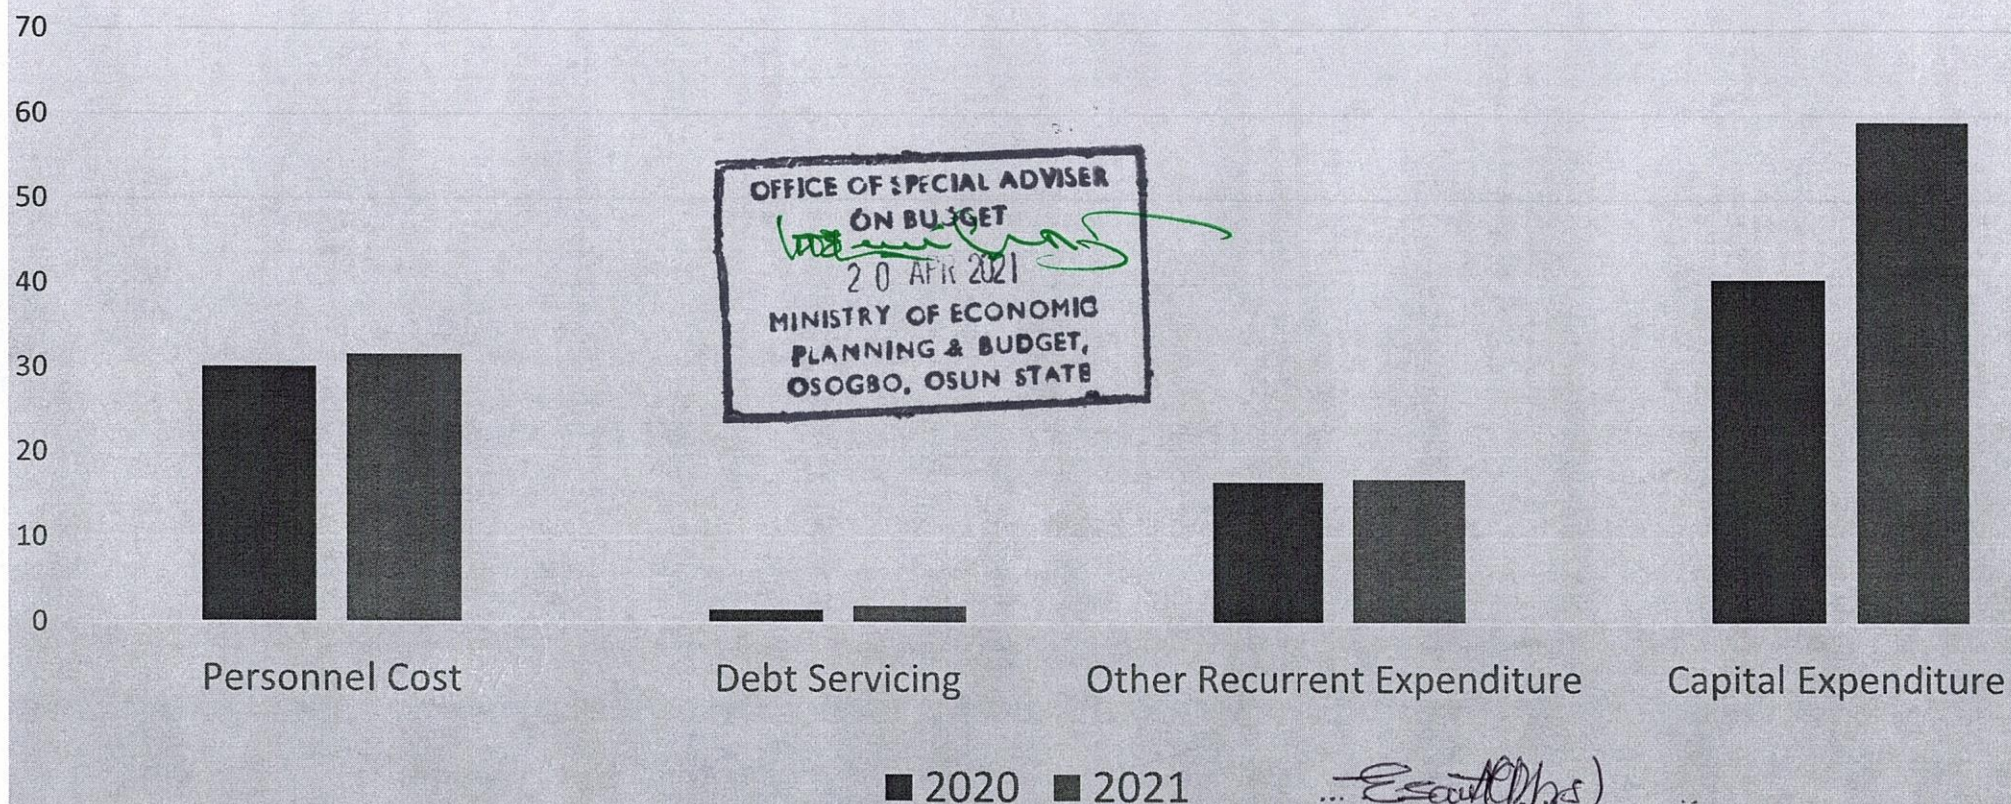 70
60
50
40
30
20
10
0
OFFICE OF SPECIAL ADVISER
ON BUDGET
20 APR 2021
MINISTRY OF ECONOMIC
PLANNING & BUDGET,
OSOGBO, OSUN STATE
Personnel Cost
Debt Servicing
Other Recurrent Expenditure
Capital Expenditure
2020
2021